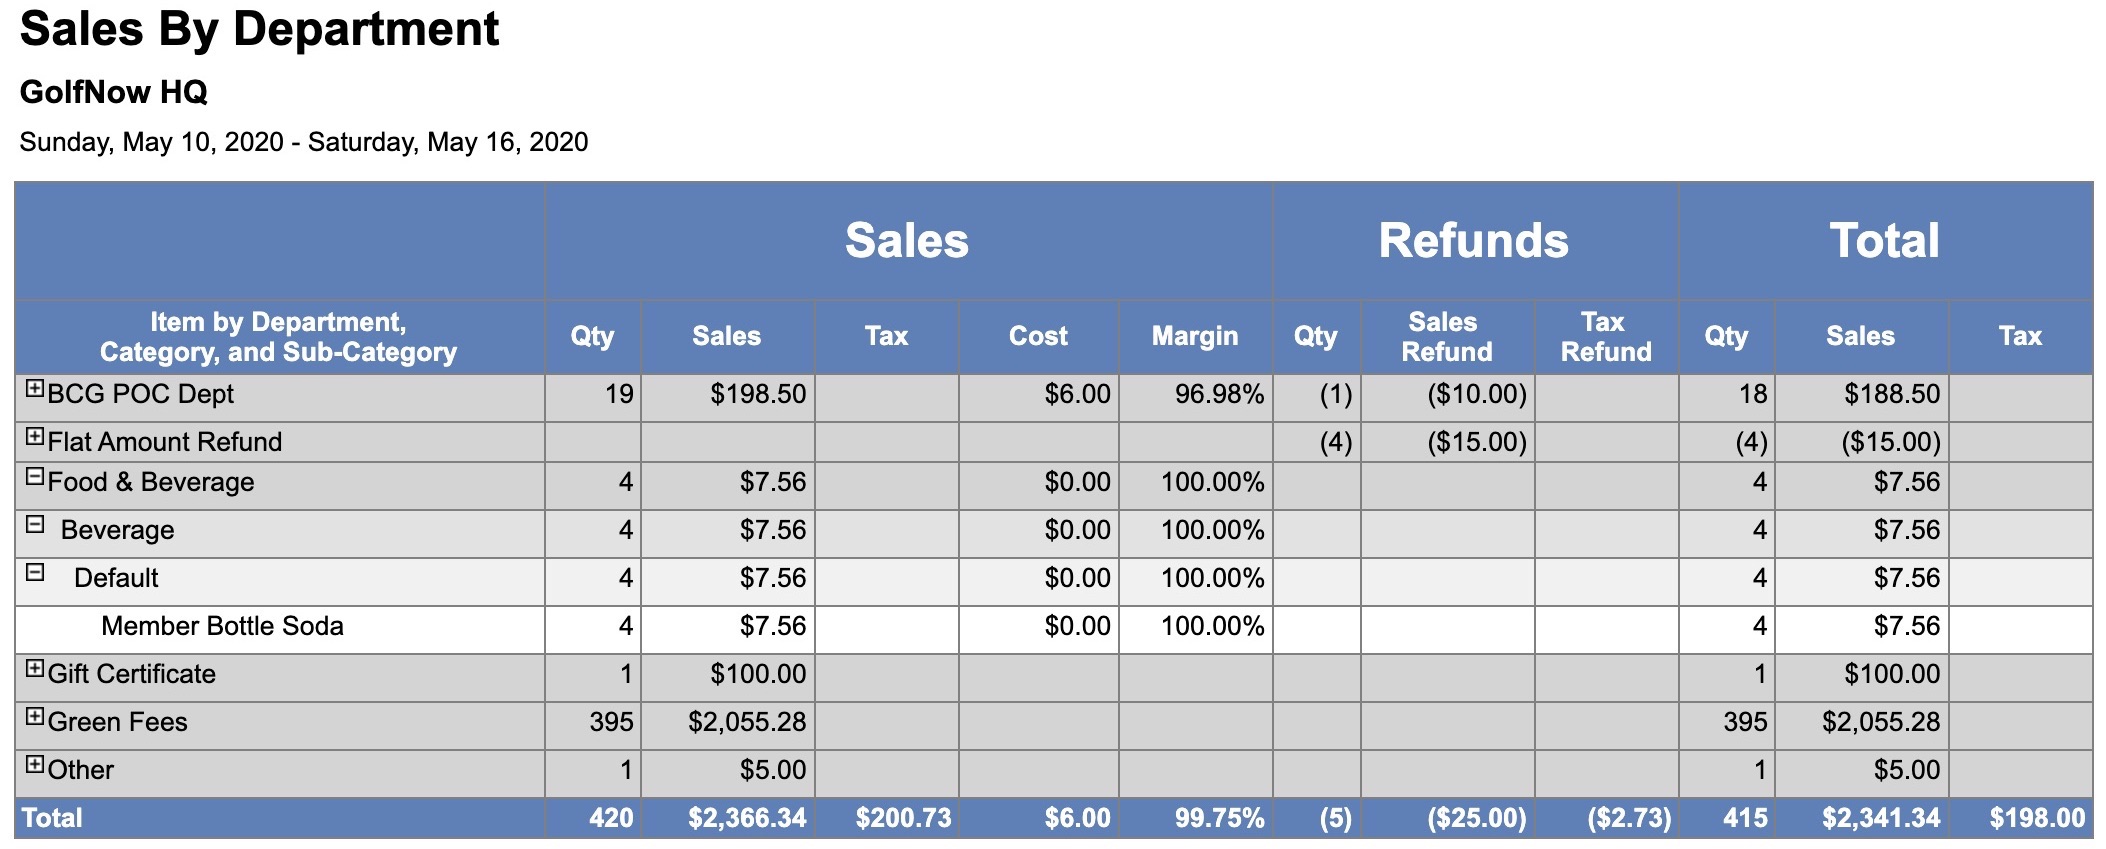 Sales By Department
GolfNow HQ
Sunday, May 10, 2020 - Saturday, May 16, 2020
Sales Refunds Total
Item by Department, Category, and Sub-Category Qty Sales Tax Cost Margin Qty Sales Refund Tax Refund Qty Sales Tax
BCG POC Dept 19 $198.50 $6.00 96.98% (1) ($10.00) 18 $188.50
Flat Amount Refund (4) ($15.00) (4) ($15.00)
Food & Beverage 4 $7.56 $0.00 100.00% 4 $7.56
Beverage 4 $7.56 $0.00 100.00% 4 $7.56
Default 4 $7.56 $0.00 100.00% 4 $7.56
Member Bottle Soda 4 $7.56 $0.00 100.00% 4 $7.56
Gift Certificate 1 $100.00 1 $100.00
Green Fees 395 $2,055.28 395 $2,055.28
Other 1 $5.00 1 $5.00
Total 420 $2,366.34 $200.73 $6.00 99.75% (5) ($25.00) ($2.73) 415 $2,341.34 $198.00